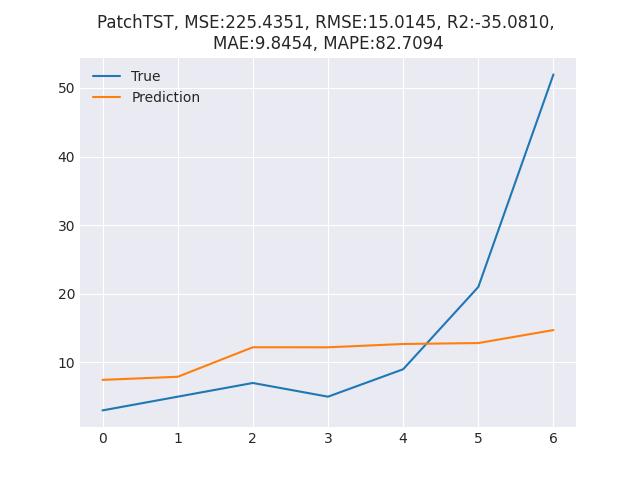 PatchTST, MSE:225.4351, RMSE:15.0145, R2:-35.0810,
MAE:9.8454, MAPE:82.7094
True
Prediction
50
40
30
20
10
0 1 2 3 4 5 6